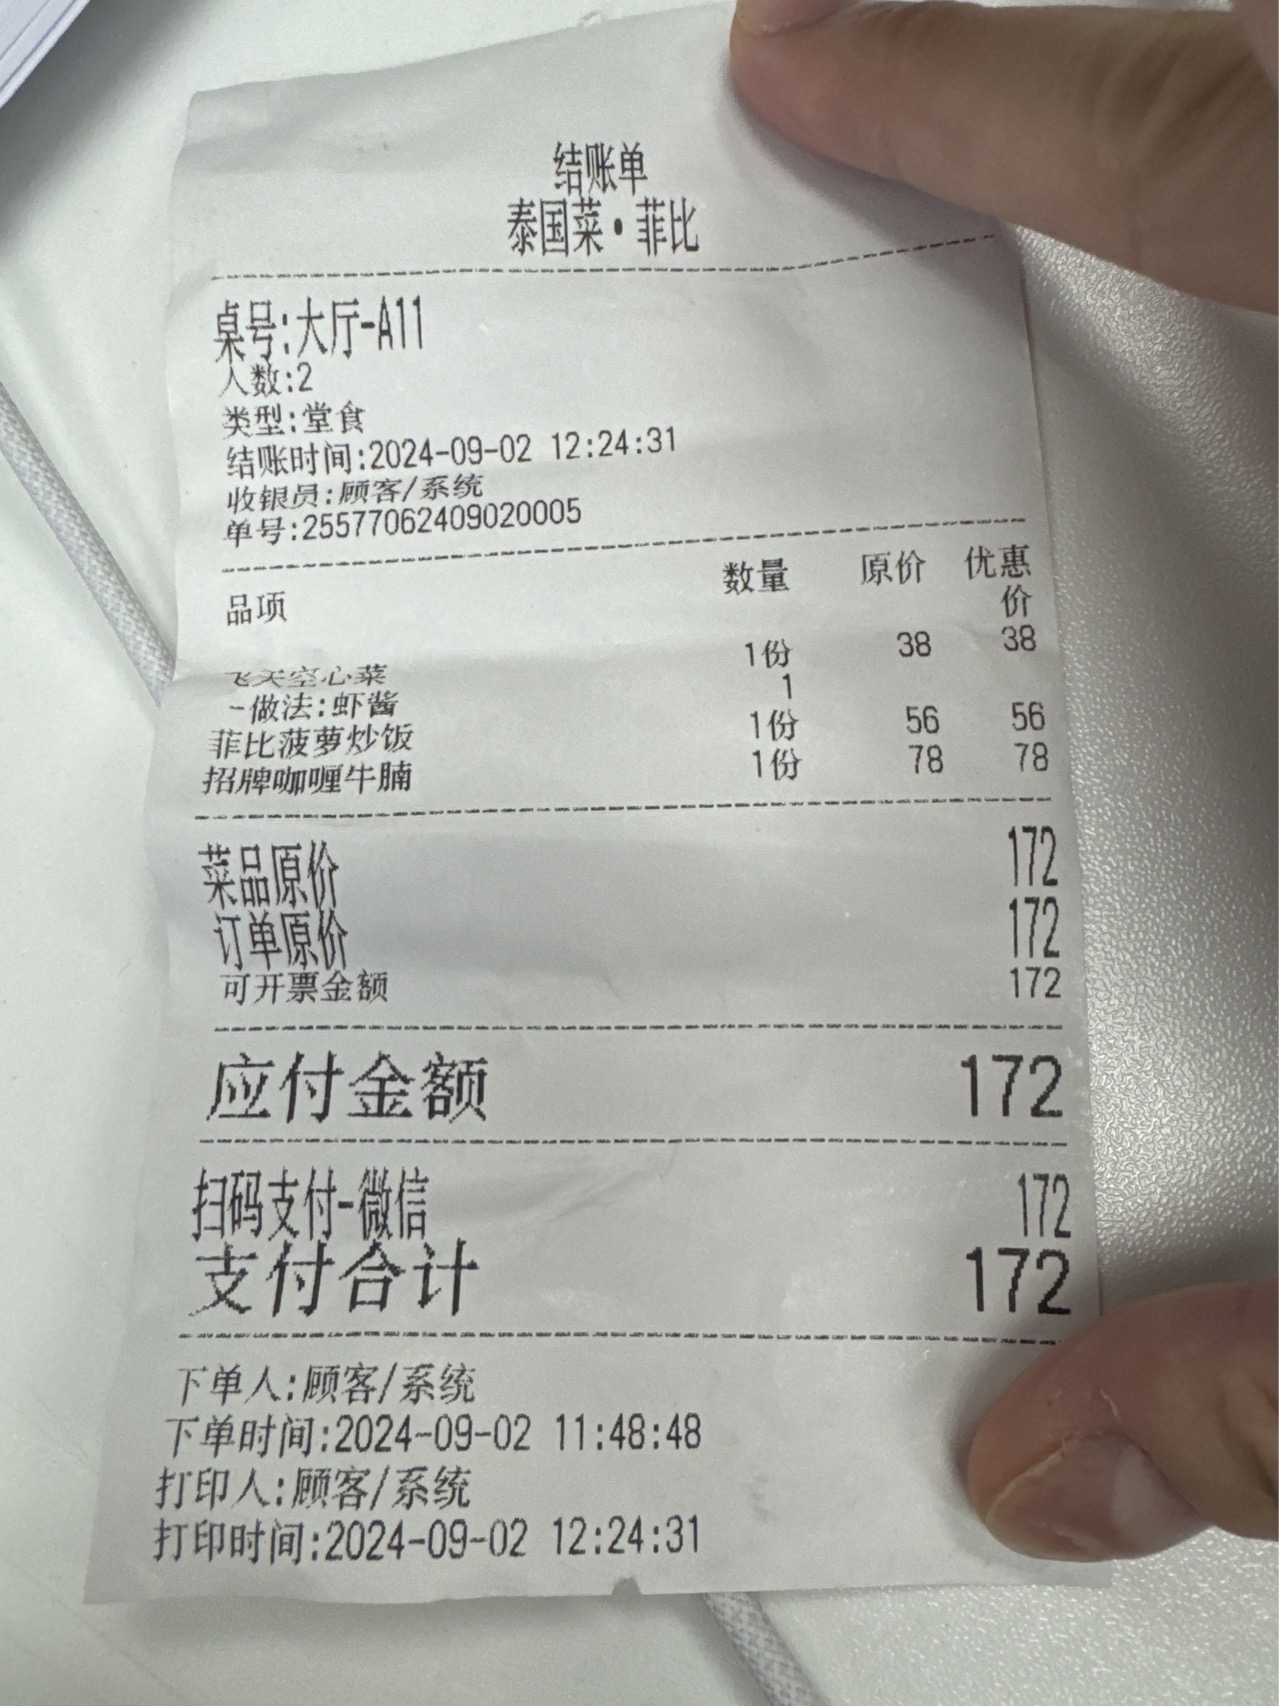 结账单
泰国菜·菲比
桌号:大厅-A11
人数:2
类型:堂食
结账时间:2024-09-02 12:24:31
收银员:顾客/系统
单号:25577062409020005
品项 数量 原价 优惠价
飞天空心菜 1份 38 38
-做法:虾酱 1
菲比菠萝炒饭 1份 56 56
招牌咖喱牛腩 1份 78 78
菜品原价 172
订单原价 172
可开票金额 172
应付金额 172
扫码支付-微信 172
支付合计 172
下单人:顾客/系统
下单时间:2024-09-02 11:48:48
打印人:顾客/系统
打印时间:2024-09-02 12:24:31